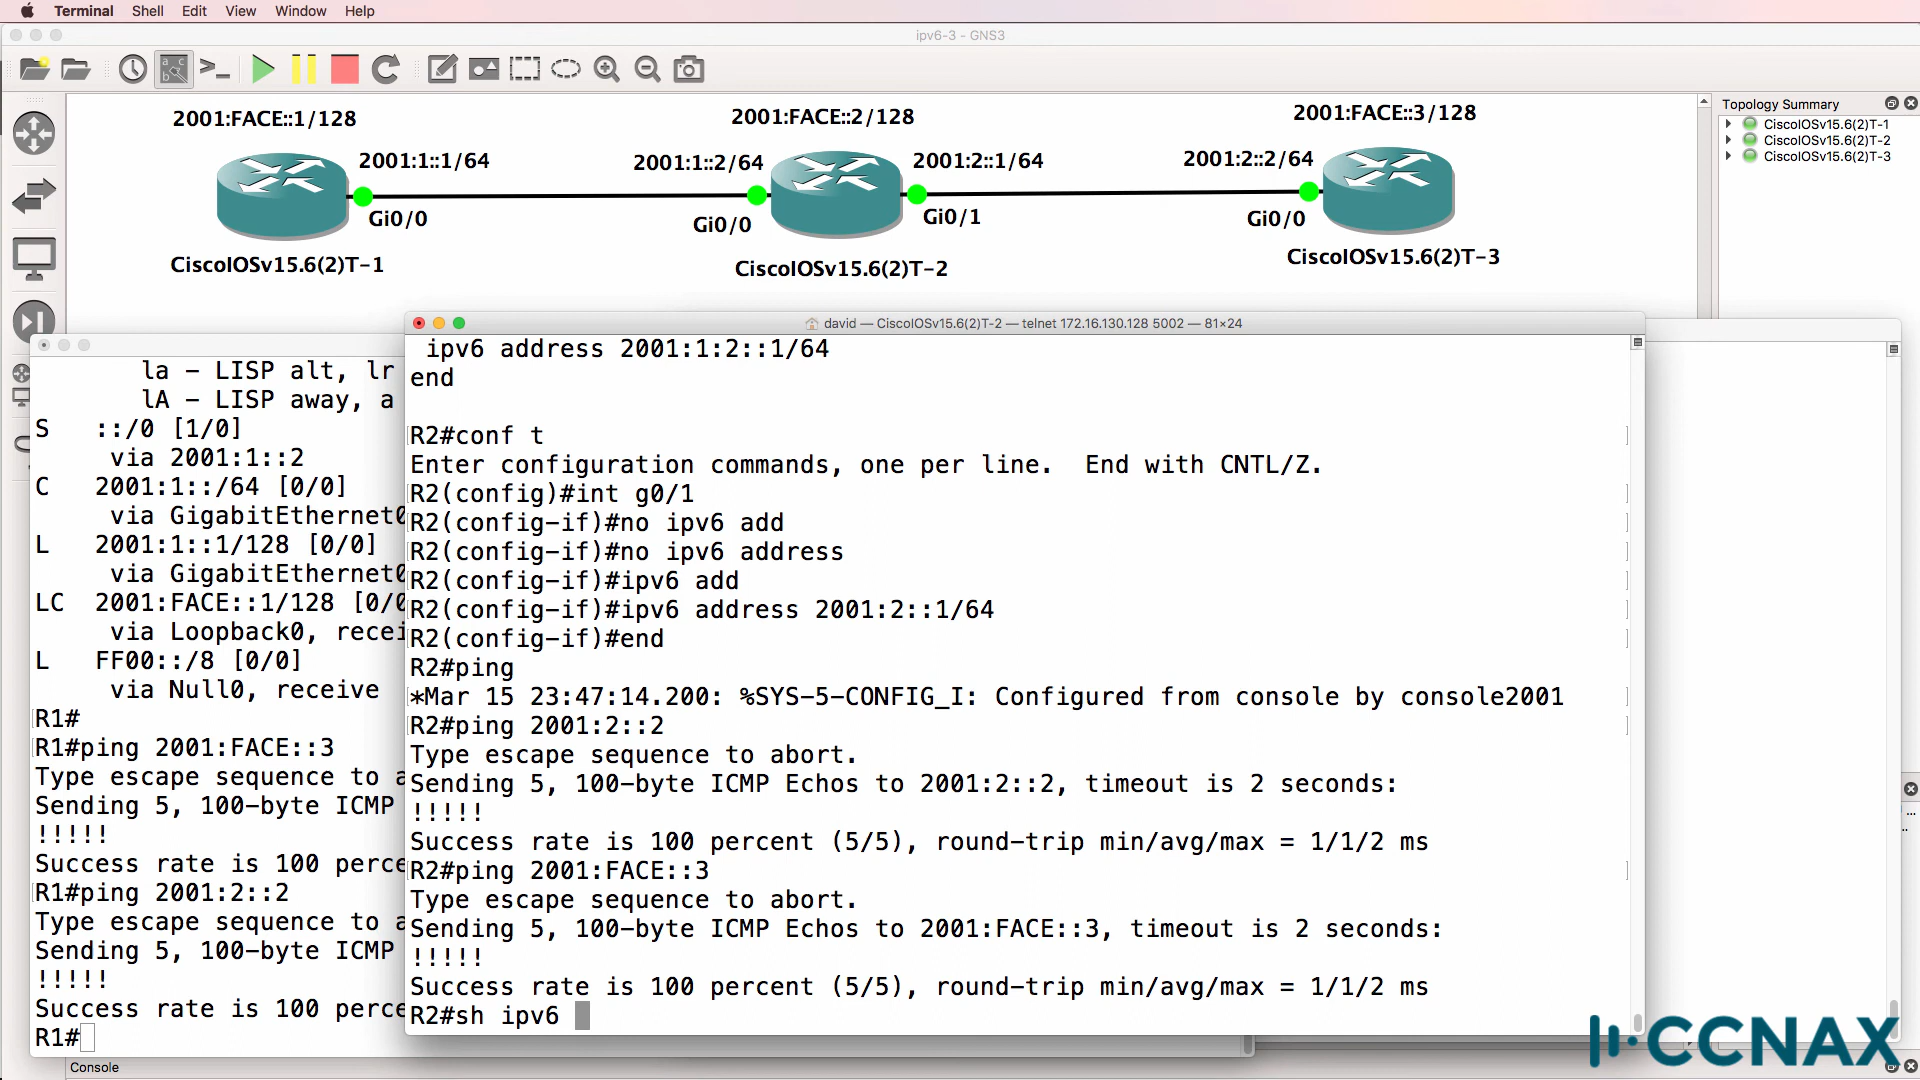 Terminal Shell Edit View Window Help
ipv6-3 - GNS3
2001:FACE::1/128
2001:FACE::2/128
2001:FACE::3/128
2001:1::1/64
2001:1::2/64
2001:2::1/64
2001:2::2/64
Gi0/0
Gi0/0
Gi0/1
Gi0/0
CiscoIOSv15.6(2)T-1
CiscoIOSv15.6(2)T-2
CiscoIOSv15.6(2)T-3
Topology Summary
CiscoIOSv15.6(2)T-1
CiscoIOSv15.6(2)T-2
CiscoIOSv15.6(2)T-3
la - LISP alt, lr
lA - LISP away, a
S ::/0 [1/0]
via 2001:1::2
C 2001:1::/64 [0/0]
via GigabitEthernet0
L 2001:1::1/128 [0/0]
via GigabitEthernet0
LC 2001:FACE::1/128 [0/0
via Loopback0, recei
L FF00::/8 [0/0]
via Null0, receive
R1#
R1#ping 2001:FACE::3
Type escape sequence to a
Sending 5, 100-byte ICMP
!!!!!
Success rate is 100 perce
R1#ping 2001:2::2
Type escape sequence to a
Sending 5, 100-byte ICMP
!!!!!
Success rate is 100 perce
R1#
david — CiscoIOSv15.6(2)T-2 — telnet 172.16.130.128 5002 — 81×24
ipv6 address 2001:1:2::1/64
end
R2#conf t
Enter configuration commands, one per line. End with CNTL/Z.
R2(config)#int g0/1
R2(config-if)#no ipv6 add
R2(config-if)#no ipv6 address
R2(config-if)#ipv6 add
R2(config-if)#ipv6 address 2001:2::1/64
R2(config-if)#end
R2#ping
*Mar 15 23:47:14.200: %SYS-5-CONFIG_I: Configured from console by console2001
R2#ping 2001:2::2
Type escape sequence to abort.
Sending 5, 100-byte ICMP Echos to 2001:2::2, timeout is 2 seconds:
!!!!!
Success rate is 100 percent (5/5), round-trip min/avg/max = 1/1/2 ms
R2#ping 2001:FACE::3
Type escape sequence to abort.
Sending 5, 100-byte ICMP Echos to 2001:FACE::3, timeout is 2 seconds:
!!!!!
Success rate is 100 percent (5/5), round-trip min/avg/max = 1/1/2 ms
R2#sh ipv6
Console
CCNAX